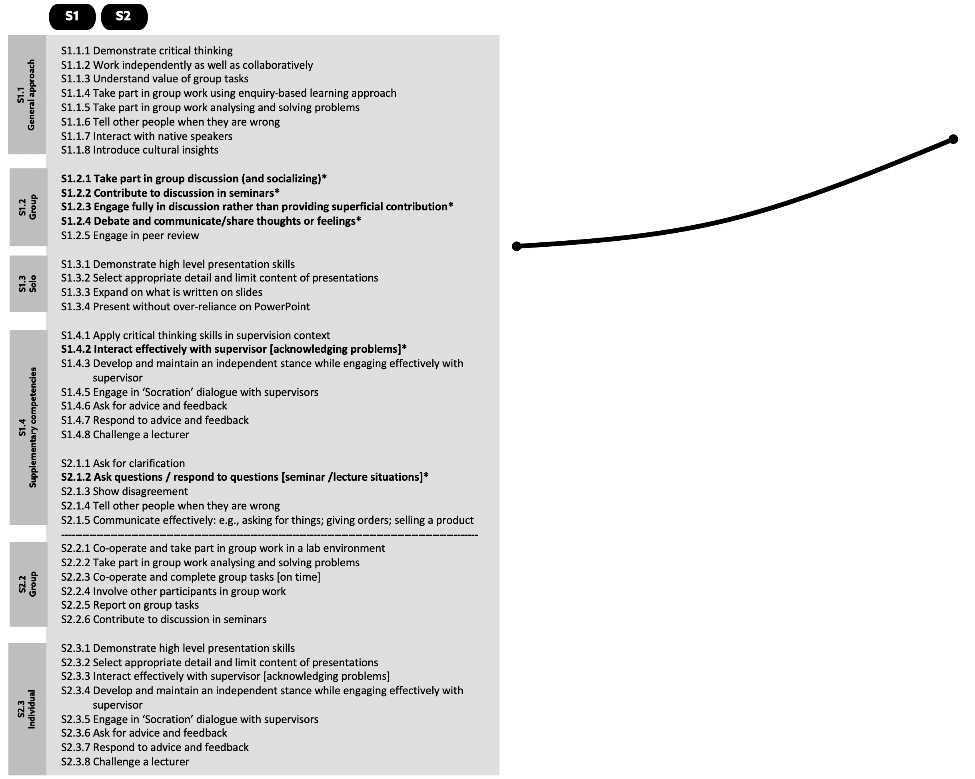 S1 S2
S1.1
General approach
S1.1.1 Demonstrate critical thinking
S1.1.2 Work independently as well as collaboratively
S1.1.3 Understand value of group tasks
S1.1.4 Take part in group work using enquiry-based learning approach
S1.1.5 Take part in group work analysing and solving problems
S1.1.6 Tell other people when they are wrong
S1.1.7 Interact with native speakers
S1.1.8 Introduce cultural insights
S1.2
Group
S1.2.1 Take part in group discussion (and socializing)*
S1.2.2 Contribute to discussion in seminars*
S1.2.3 Engage fully in discussion rather than providing superficial contribution*
S1.2.4 Debate and communicate/share thoughts or feelings*
S1.2.5 Engage in peer review
S1.3
Solo
S1.3.1 Demonstrate high level presentation skills
S1.3.2 Select appropriate detail and limit content of presentations
S1.3.3 Expand on what is written on slides
S1.3.4 Present without over-reliance on PowerPoint
S1.4
Supplementary competencies
S1.4.1 Apply critical thinking skills in supervision context
S1.4.2 Interact effectively with supervisor [acknowledging problems]*
S1.4.3 Develop and maintain an independent stance while engaging effectively with
supervisor
S1.4.5 Engage in ‘Socration’ dialogue with supervisors
S1.4.6 Ask for advice and feedback
S1.4.7 Respond to advice and feedback
S1.4.8 Challenge a lecturer
S2.1.1 Ask for clarification
S2.1.2 Ask questions / respond to questions [seminar /lecture situations]*
S2.1.3 Show disagreement
S2.1.4 Tell other people when they are wrong
S2.1.5 Communicate effectively: e.g., asking for things; giving orders; selling a product
S2.2
Group
S2.2.1 Co-operate and take part in group work in a lab environment
S2.2.2 Take part in group work analysing and solving problems
S2.2.3 Co-operate and complete group tasks [on time]
S2.2.4 Involve other participants in group work
S2.2.5 Report on group tasks
S2.2.6 Contribute to discussion in seminars
S2.3
Individual
S2.3.1 Demonstrate high level presentation skills
S2.3.2 Select appropriate detail and limit content of presentations
S2.3.3 Interact effectively with supervisor [acknowledging problems]
S2.3.4 Develop and maintain an independent stance while engaging effectively with
supervisor
S2.3.5 Engage in ‘Socration’ dialogue with supervisors
S2.3.6 Ask for advice and feedback
S2.3.7 Respond to advice and feedback
S2.3.8 Challenge a lecturer